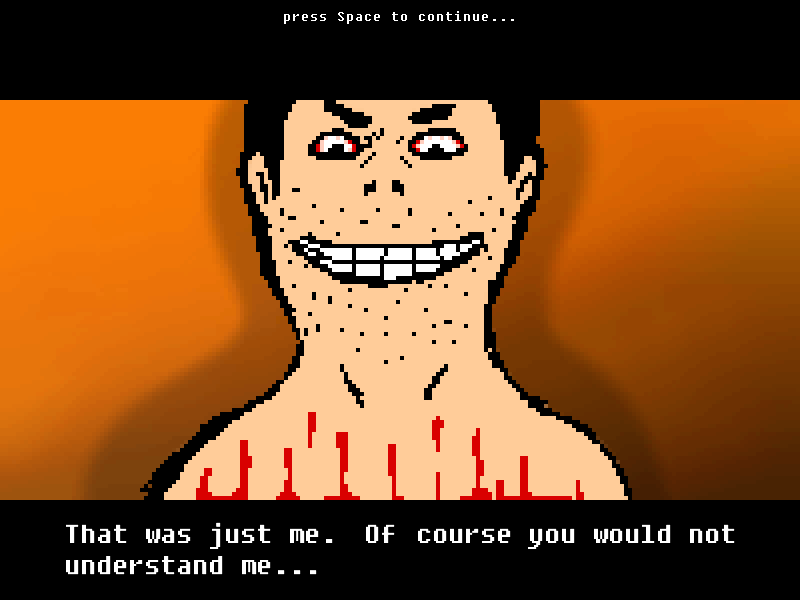 press Space to continue...
That was just me.  Of course you would not
understand me...